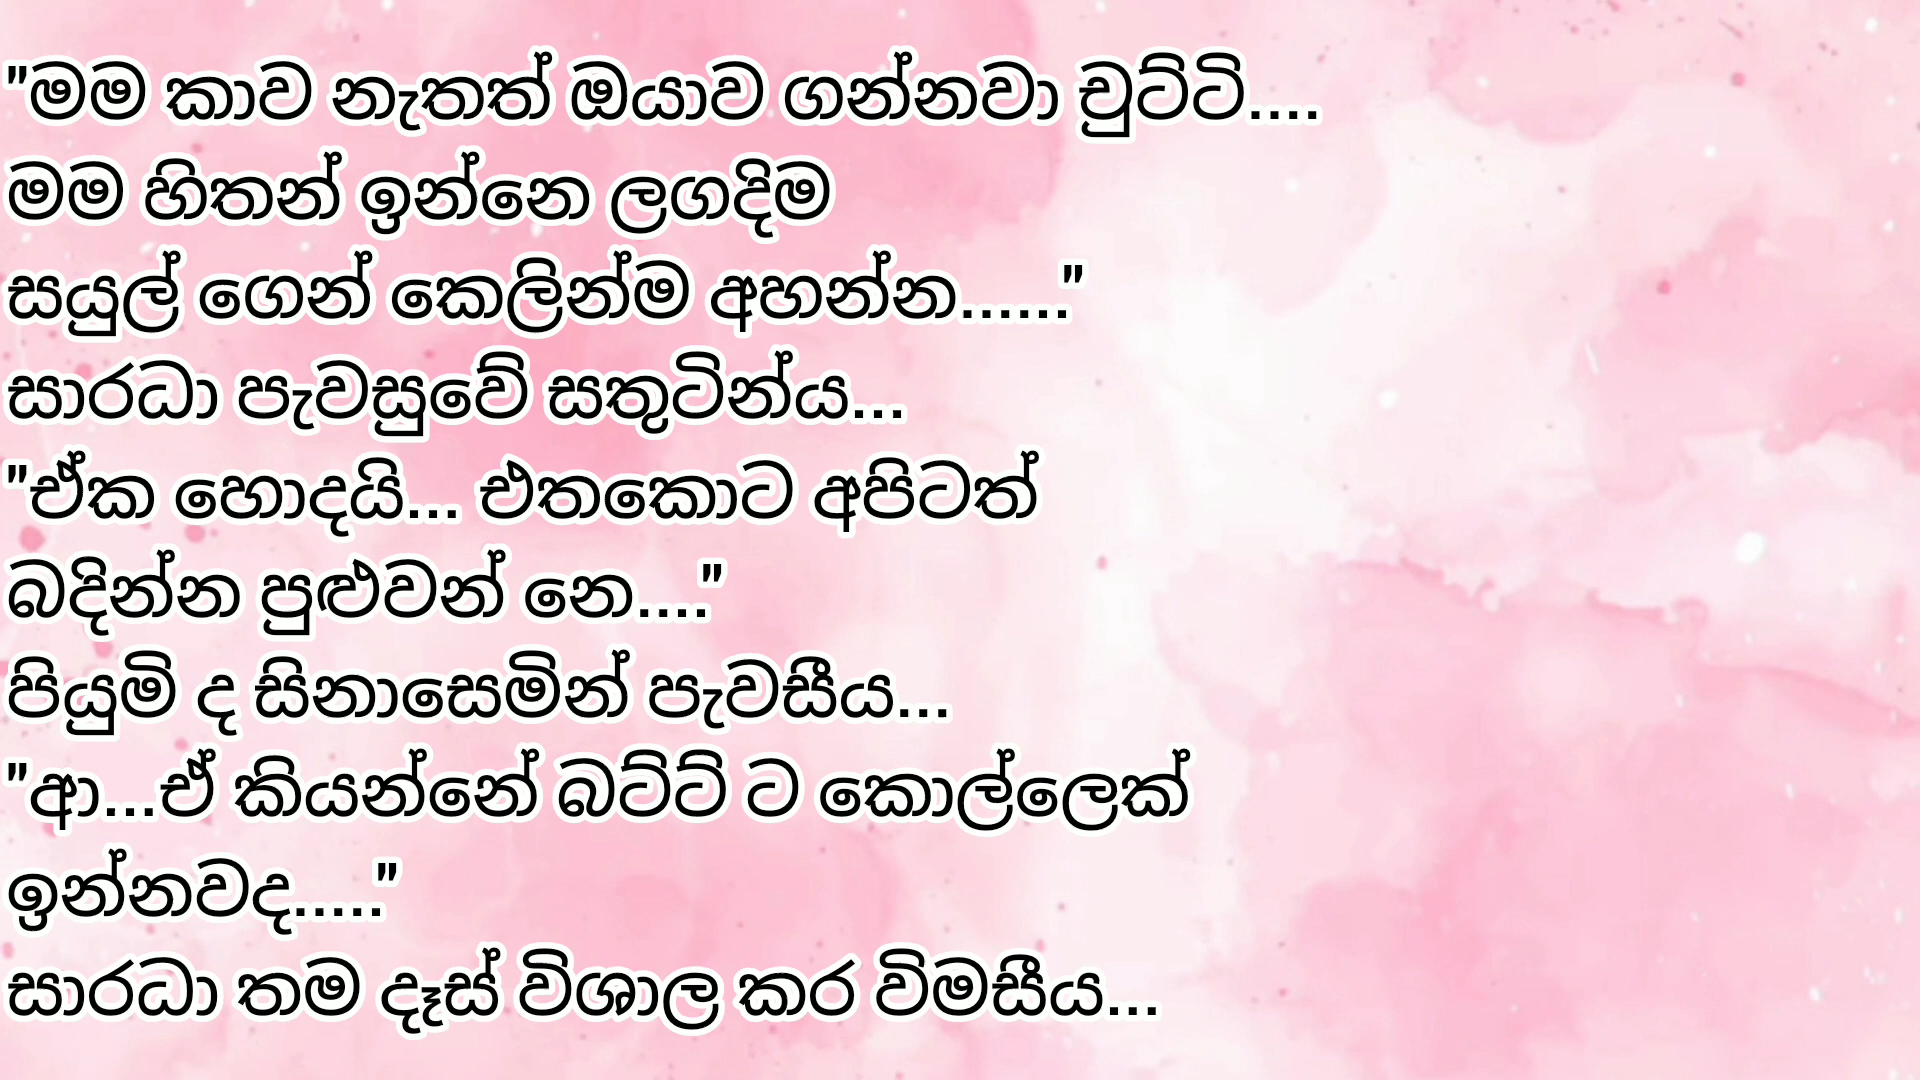 "මම කාව නැතත් ඔයාව ගන්නවා චුට්ටි....
මම හිතන් ඉන්නෙ ලගදිම
සයුල් ගෙන් කෙලින්ම අහන්න......"
සාරධා පැවසුවේ සතුටින්ය...
"ඒක හොදයි... එතකොට අපිටත්
බදින්න පුළුවන් නෙ...."
පියුමි ද සිනාසෙමින් පැවසීය...
"ආ...ඒ කියන්නේ බට්ට් ට කොල්ලෙක්
ඉන්නවද....."
සාරධා තම දෑස් විශාල කර විමසීය...